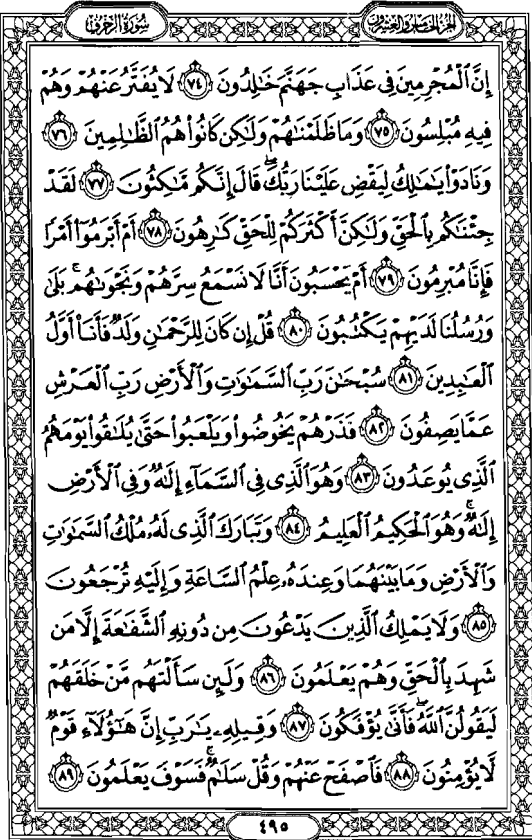 الجزء الخامس والعشرون
سورة الزخرف
إِنَّ ٱلْمُجْرِمِينَ فِى عَذَابِ جَهَنَّمَ خَٰلِدُونَ ٧٤ لَا يُفَتَّرُ عَنْهُمْ وَهُمْ
فِيهِ مُبْلِسُونَ ٧٥ وَمَا ظَلَمْنَٰهُمْ وَلَٰكِن كَانُوا۟ هُمُ ٱلظَّٰلِمِينَ ٧٦
وَنَادَوْا۟ يَٰمَٰلِكُ لِيَقْضِ عَلَيْنَا رَبُّكَ ۖ قَالَ إِنَّكُم مَّٰكِثُونَ ٧٧ لَقَدْ
جِئْنَٰكُم بِٱلْحَقِّ وَلَٰكِنَّ أَكْثَرَكُمْ لِلْحَقِّ كَٰرِهُونَ ٧٨ أَمْ أَبْرَمُوٓا۟ أَمْرًا
فَإِنَّا مُبْرِمُونَ ٧٩ أَمْ يَحْسَبُونَ أَنَّا لَا نَسْمَعُ سِرَّهُمْ وَنَجْوَىٰهُم ۚ بَلَىٰ
وَرُسُلُنَا لَدَيْهِمْ يَكْتُبُونَ ٨٠ قُلْ إِن كَانَ لِلرَّحْمَٰنِ وَلَدٌ فَأَنَا۠ أَوَّلُ
ٱلْعَٰبِدِينَ ٨١ سُبْحَٰنَ رَبِّ ٱلسَّمَٰوَٰتِ وَٱلْأَرْضِ رَبِّ ٱلْعَرْشِ
عَمَّا يَصِفُونَ ٨٢ فَذَرْهُمْ يَخُوضُوا۟ وَيَلْعَبُوا۟ حَتَّىٰ يُلَٰقُوا۟ يَوْمَهُمُ
ٱلَّذِى يُوعَدُونَ ٨٣ وَهُوَ ٱلَّذِى فِى ٱلسَّمَآءِ إِلَٰهٌ وَفِى ٱلْأَرْضِ
إِلَٰهٌ ۚ وَهُوَ ٱلْحَكِيمُ ٱلْعَلِيمُ ٨٤ وَتَبَارَكَ ٱلَّذِى لَهُۥ مُلْكُ ٱلسَّمَٰوَٰتِ
وَٱلْأَرْضِ وَمَا بَيْنَهُمَا وَعِندَهُۥ عِلْمُ ٱلسَّاعَةِ وَإِلَيْهِ تُرْجَعُونَ
٨٥ وَلَا يَمْلِكُ ٱلَّذِينَ يَدْعُونَ مِن دُونِهِ ٱلشَّفَٰعَةَ إِلَّا مَن
شَهِدَ بِٱلْحَقِّ وَهُمْ يَعْلَمُونَ ٨٦ وَلَئِن سَأَلْتَهُم مَّنْ خَلَقَهُمْ
لَيَقُولُنَّ ٱللَّهُ ۖ فَأَنَّىٰ يُؤْفَكُونَ ٨٧ وَقِيلِهِۦ يَٰرَبِّ إِنَّ هَٰٓؤُلَآءِ قَوْمٌ
لَّا يُؤْمِنُونَ ٨٨ فَٱصْفَحْ عَنْهُمْ وَقُلْ سَلَٰمٌ ۚ فَسَوْفَ يَعْلَمُونَ ٨٩
٤٩٥